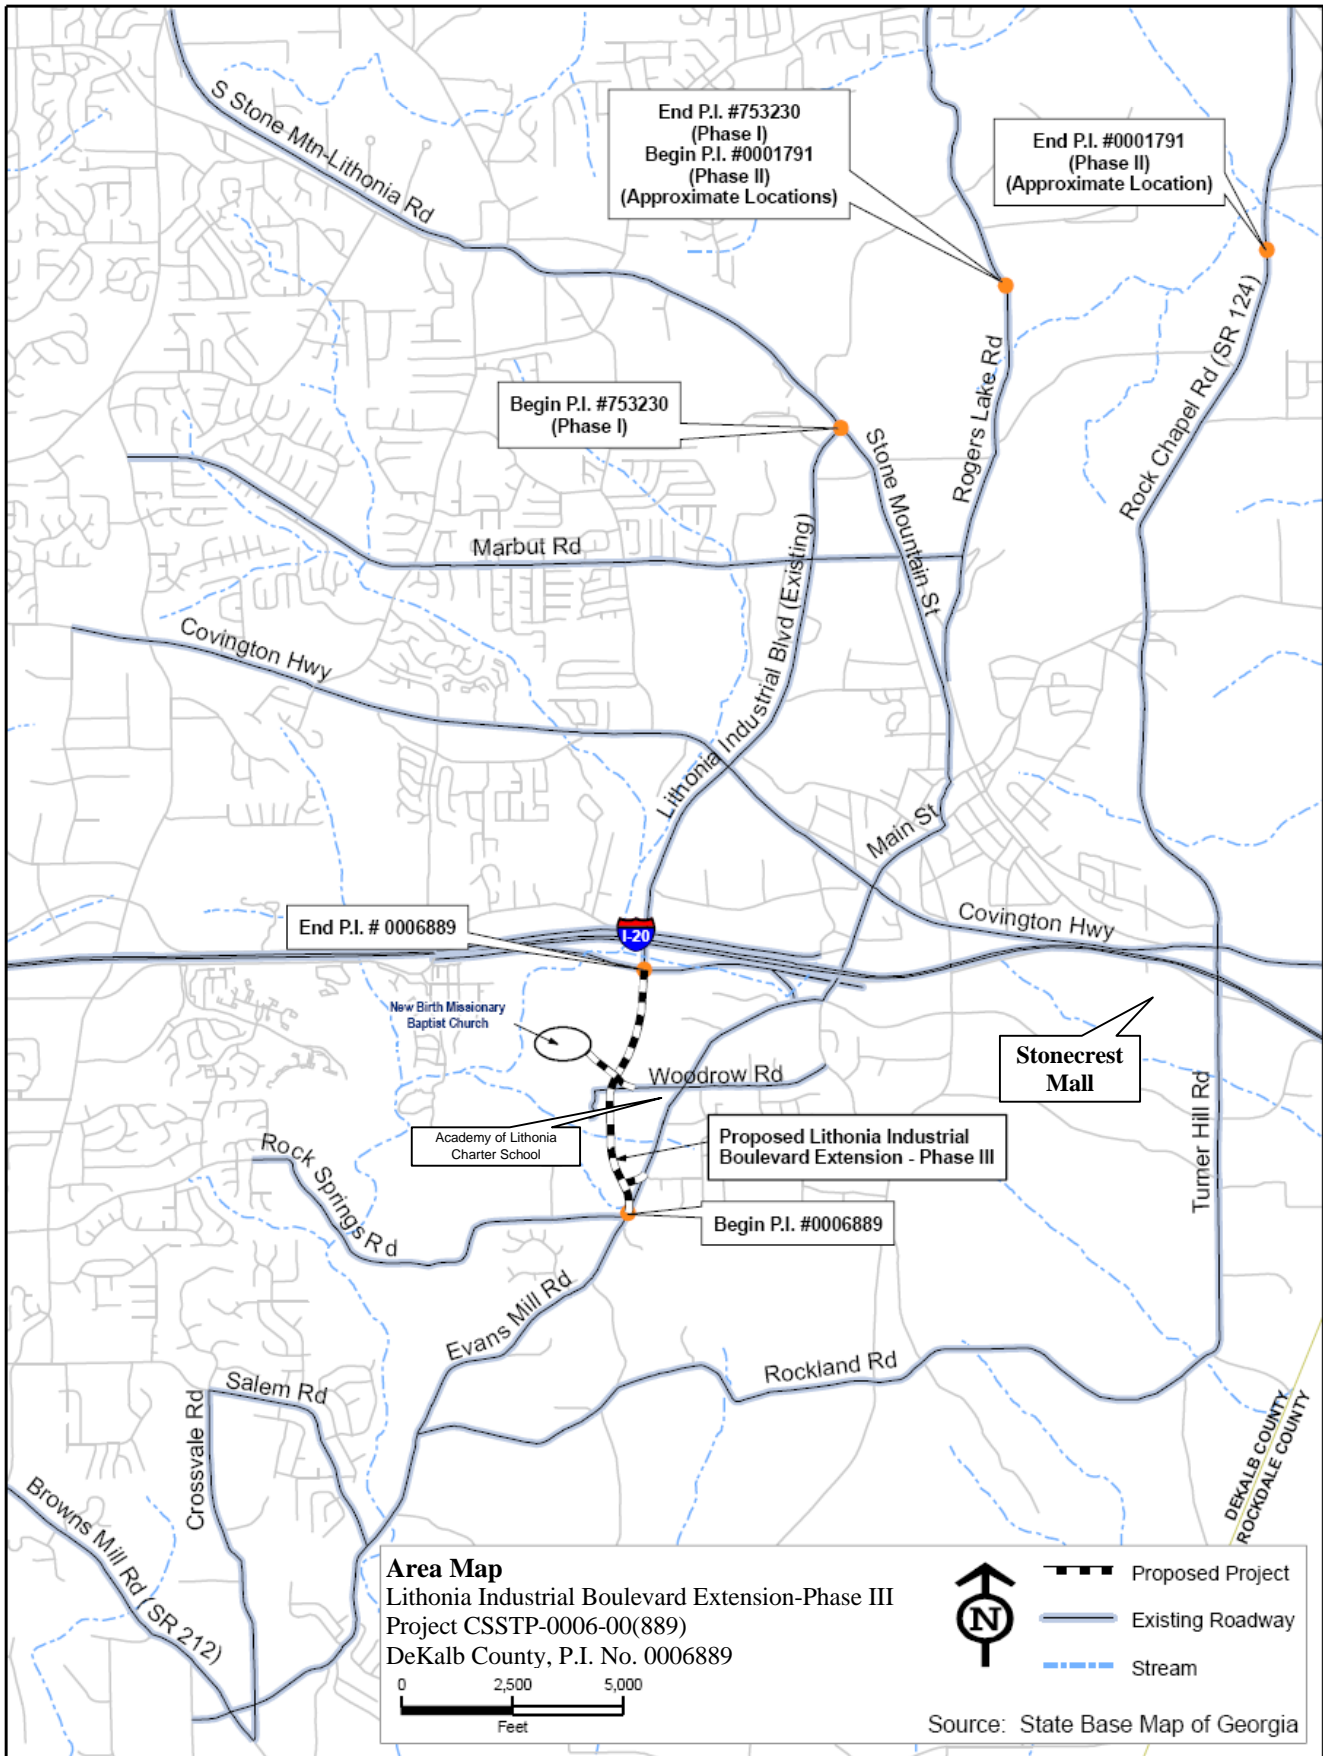 S Stone Mtn-Lithonia Rd
End P.I. #753230
(Phase I)
Begin P.I. #0001791
(Phase II)
(Approximate Locations)
End P.I. #0001791
(Phase II)
(Approximate Location)
Begin P.I. #753230
(Phase I)
Stone Mountain St
Rogers Lake Rd
Rock Chapel Rd (SR 124)
Marbut Rd
Lithonia Industrial Blvd (Existing)
Covington Hwy
Main St
Covington Hwy
End P.I. # 0006889
I-20
New Birth Missionary
Baptist Church
Stonecrest
Mall
Woodrow Rd
Academy of Lithonia
Charter School
Proposed Lithonia Industrial
Boulevard Extension - Phase III
Turner Hill Rd
Rock Springs Rd
Begin P.I. #0006889
Evans Mill Rd
Rockland Rd
Salem Rd
Crossvale Rd
Browns Mill Rd (SR 212)
DEKALB COUNTY
ROCKDALE COUNTY
Area Map
Lithonia Industrial Boulevard Extension-Phase III
Project CSSTP-0006-00(889)
DeKalb County, P.I. No. 0006889
0 2,500 5,000
Feet
N
Proposed Project
Existing Roadway
Stream
Source: State Base Map of Georgia